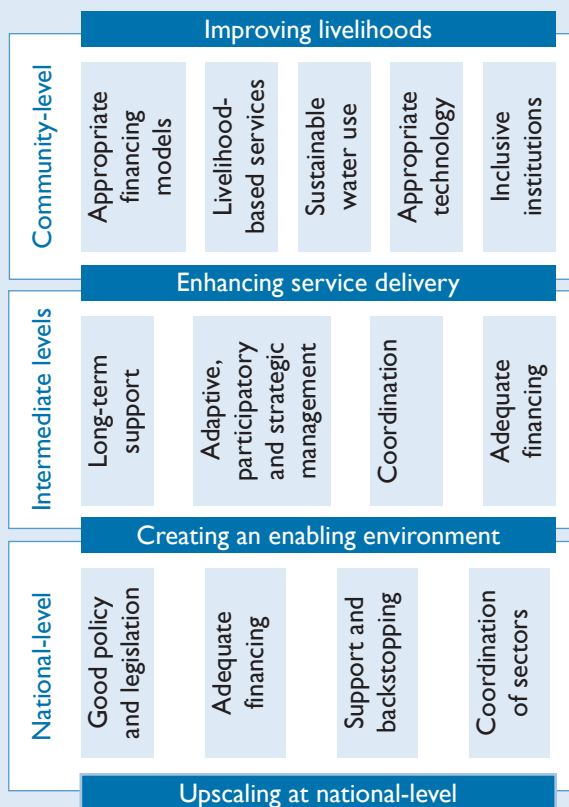 Improving livelihoods
Community-level
Appropriate
financing
models
Livelihood-
based services
Sustainable
water use
Appropriate
technology
Inclusive
institutions
Enhancing service delivery
Intermediate levels
Long-term
support
Adaptive,
participatory
and strategic
management
Coordination
Adequate
financing
Creating an enabling environment
National-level
Good policy
and legislation
Adequate
financing
Support and
backstopping
Coordination
of sectors
Upscaling at national-level